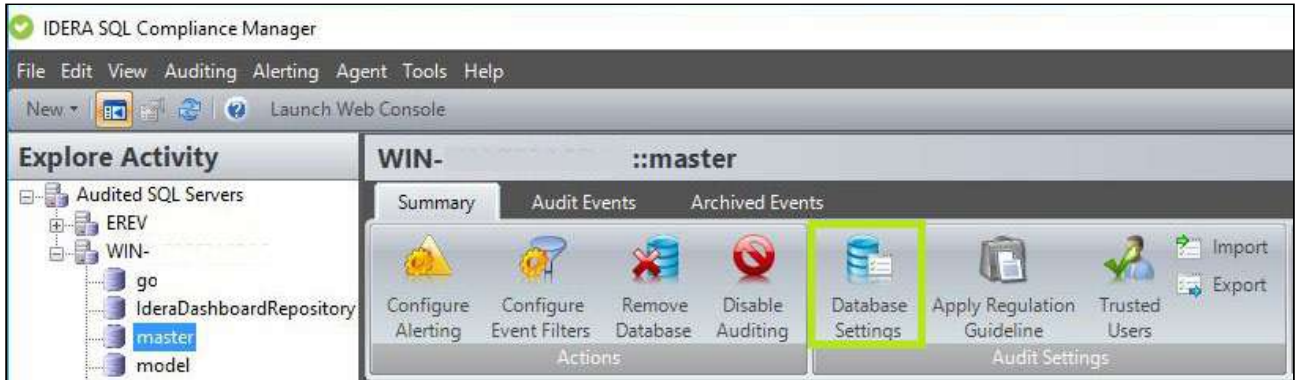 IDERA SQL Compliance Manager
File Edit View Auditing Alerting Agent Tools Help
New Launch Web Console
Explore Activity
Audited SQL Servers
EREV
WIN-
go
IderaDashboardRepository
master
model
WIN- ::master
Summary Audit Events Archived Events
Configure Alerting
Configure Event Filters
Remove Database
Disable Auditing
Actions
Database Settings
Apply Regulation Guideline
Trusted Users
Import
Export
Audit Settings